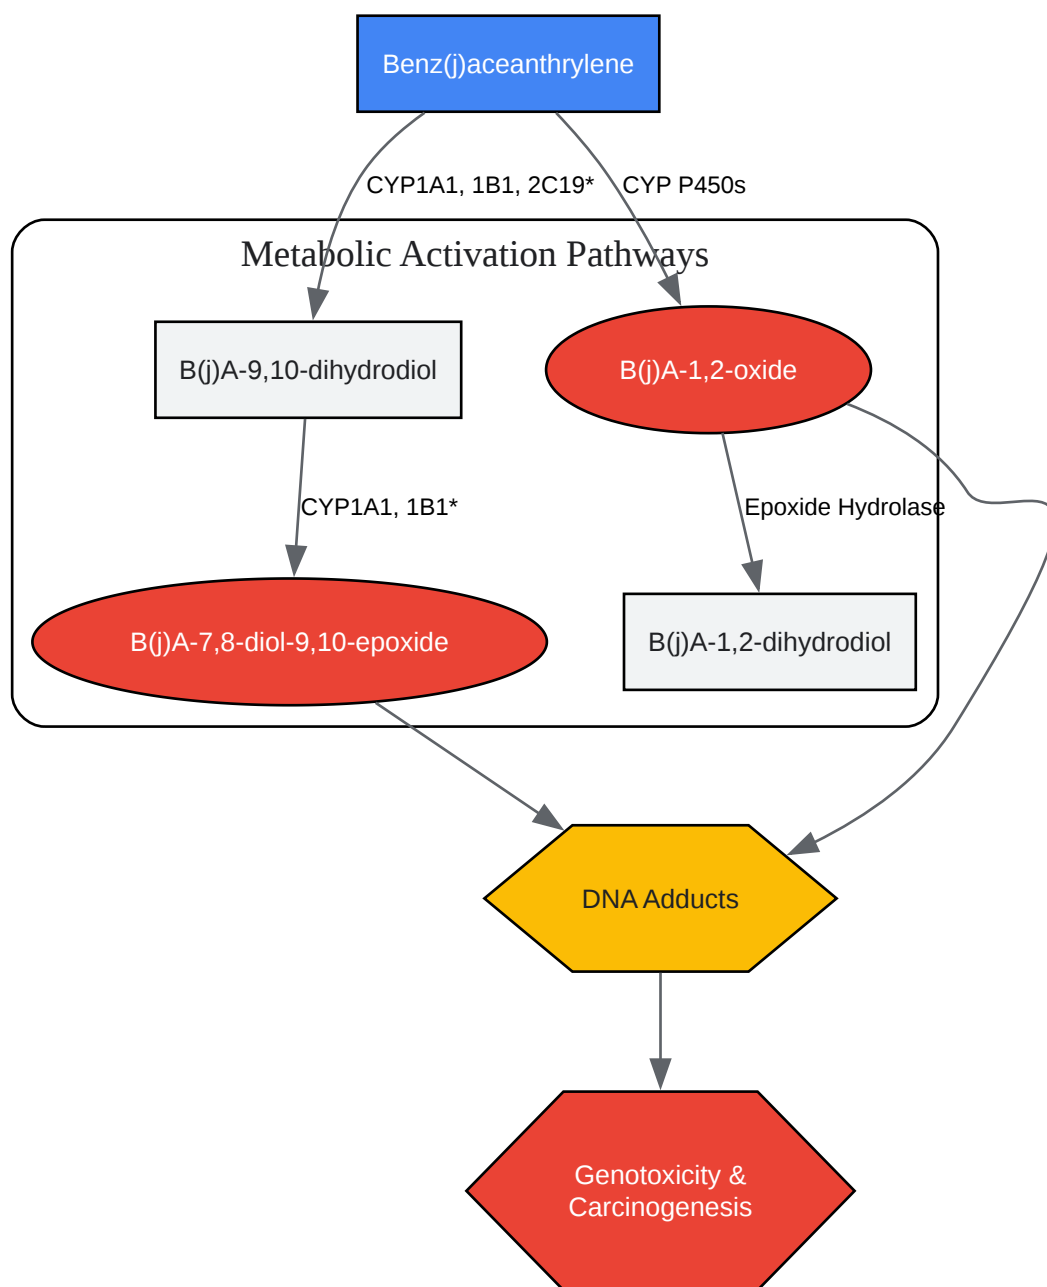 Benz(j)aceanthrylene
CYP1A1, 1B1, 2C19*
CYP P450s
Metabolic Activation Pathways
B(j)A-9,10-dihydrodiol
B(j)A-1,2-oxide
CYP1A1, 1B1*
Epoxide Hydrolase
B(j)A-7,8-diol-9,10-epoxide
B(j)A-1,2-dihydrodiol
DNA Adducts
Genotoxicity &
Carcinogenesis